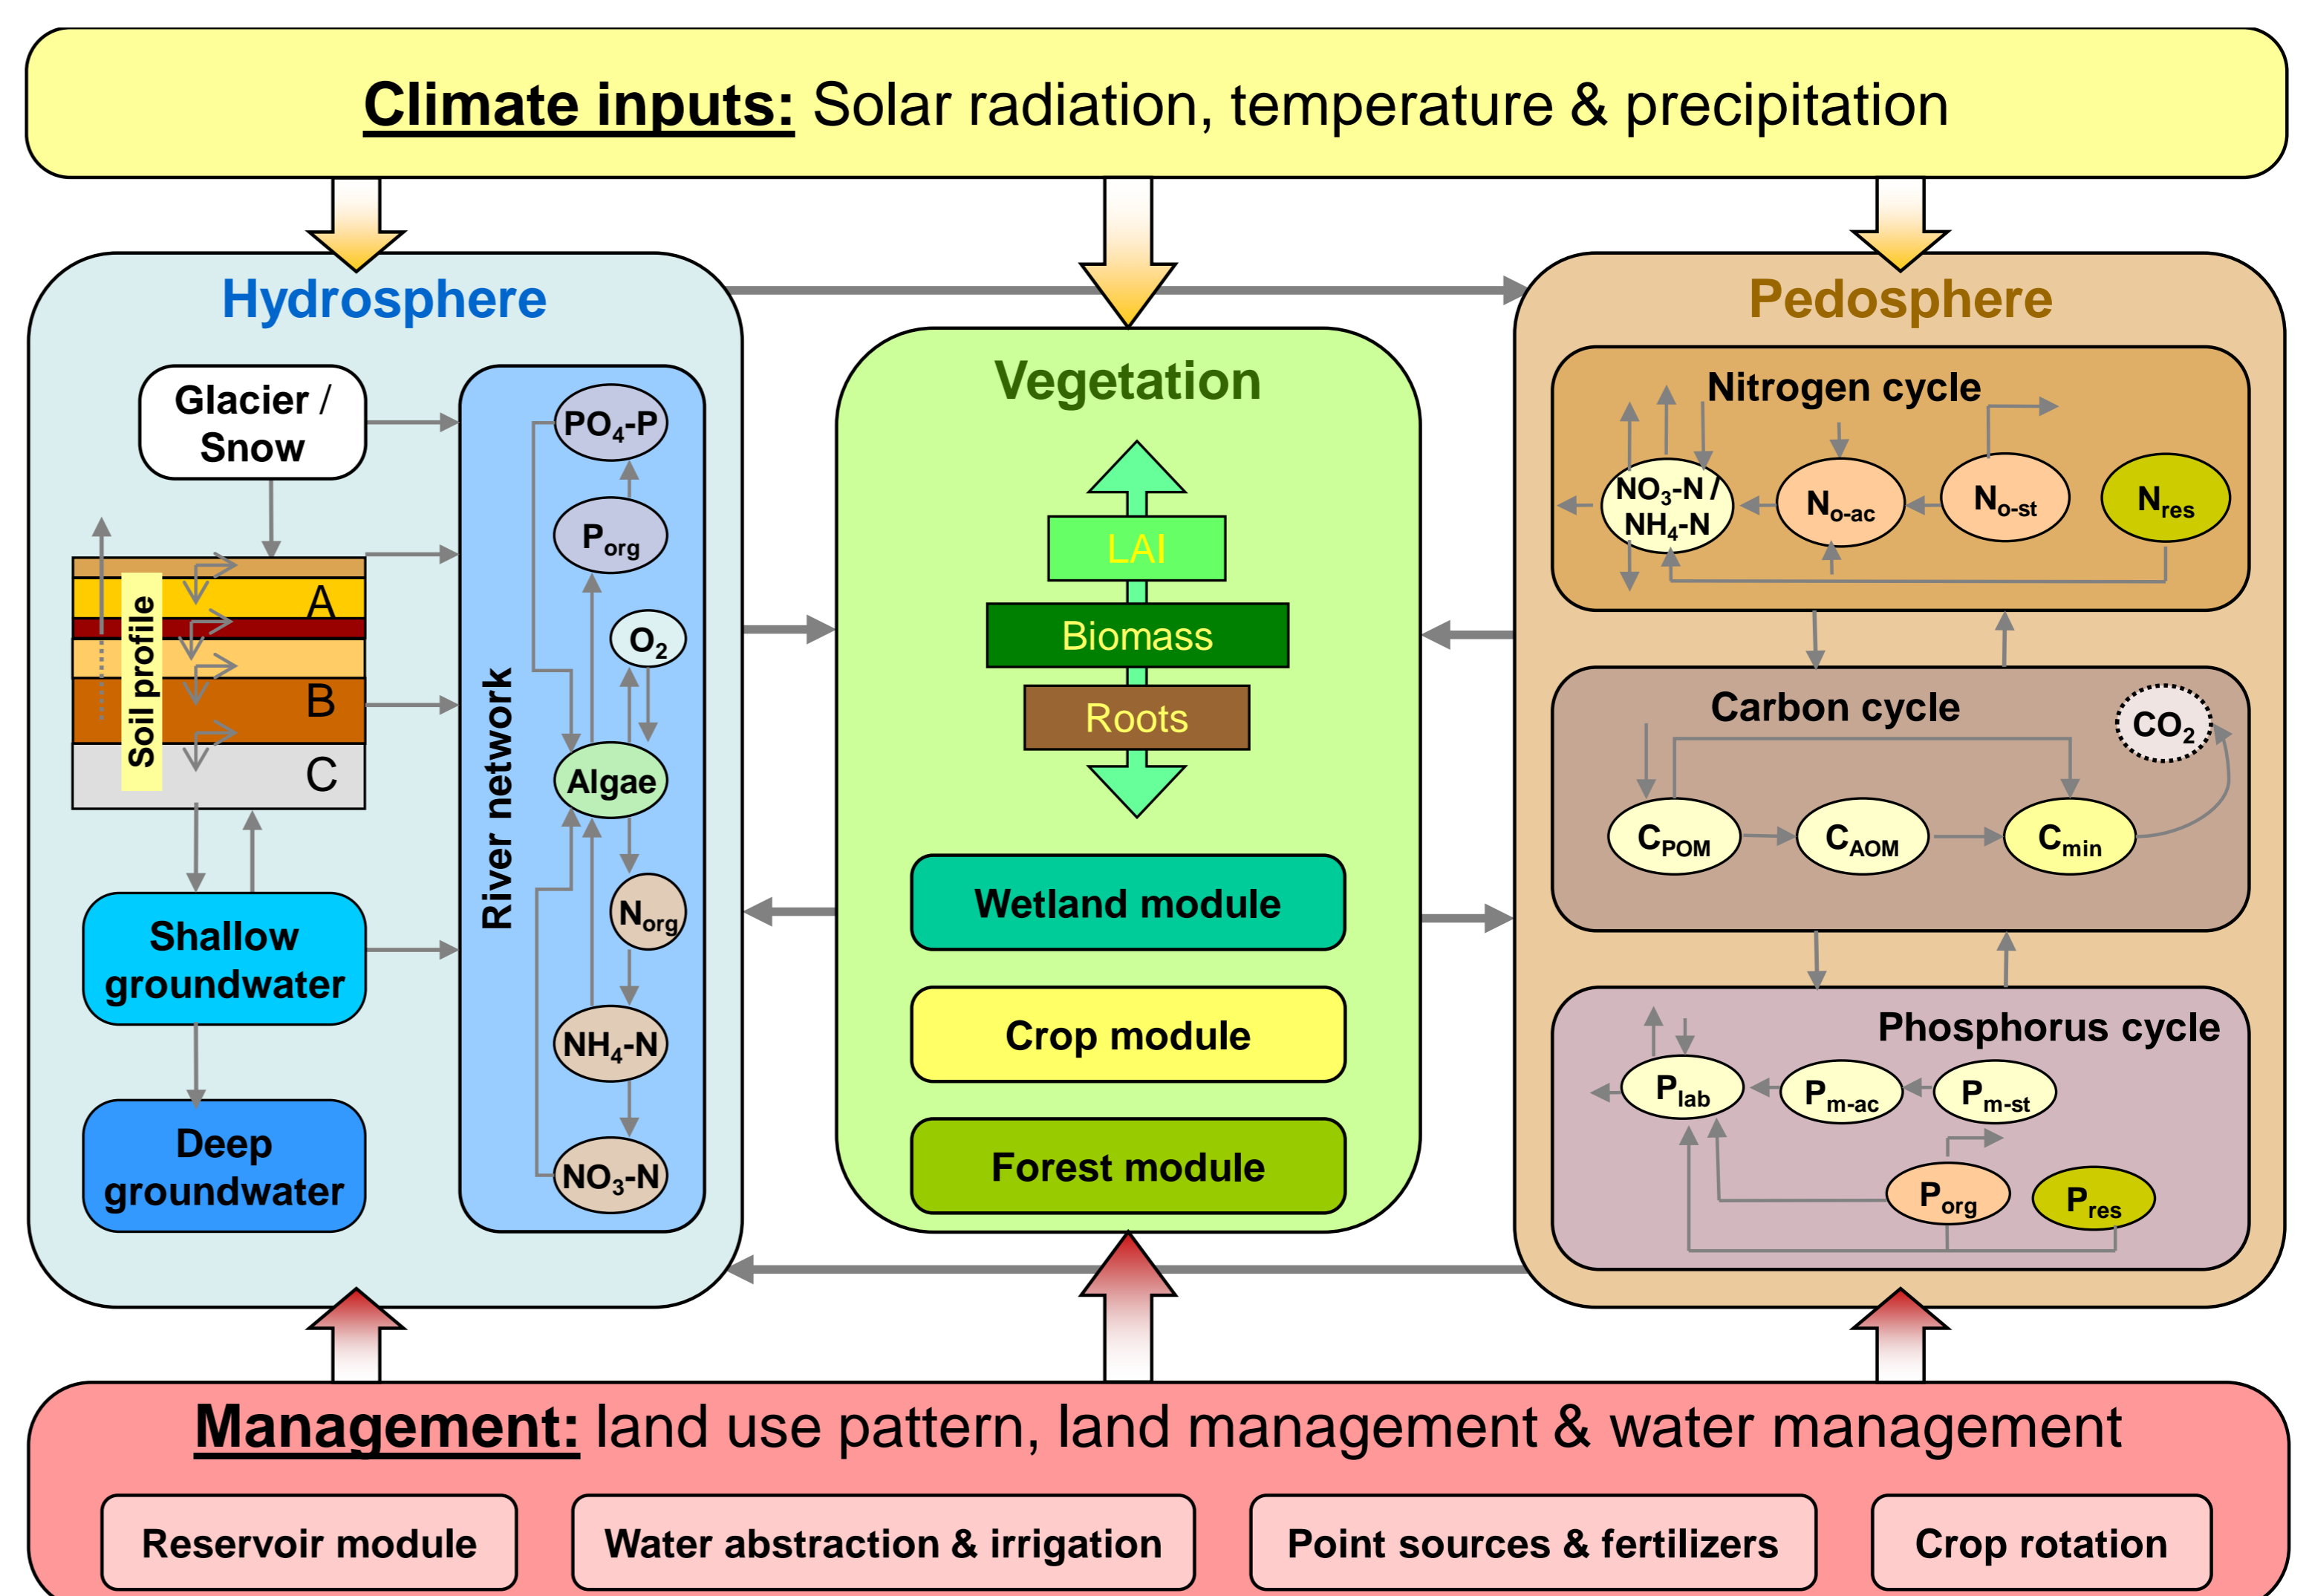 Climate inputs: Solar radiation, temperature & precipitation
Hydrosphere
Glacier /
Snow
Soil profile
A
B
C
Shallow
groundwater
Deep
groundwater
River network
PO4-P
Porg
O2
Algae
Norg
NH4-N
NO3-N
Vegetation
LAI
Biomass
Roots
Wetland module
Crop module
Forest module
Pedosphere
Nitrogen cycle
NO3-N /
NH4-N
No-ac
No-st
Nres
Carbon cycle
CO2
CPOM
CAOM
Cmin
Phosphorus cycle
Plab
Pm-ac
Pm-st
Porg
Pres
Management: land use pattern, land management & water management
Reservoir module
Water abstraction & irrigation
Point sources & fertilizers
Crop rotation